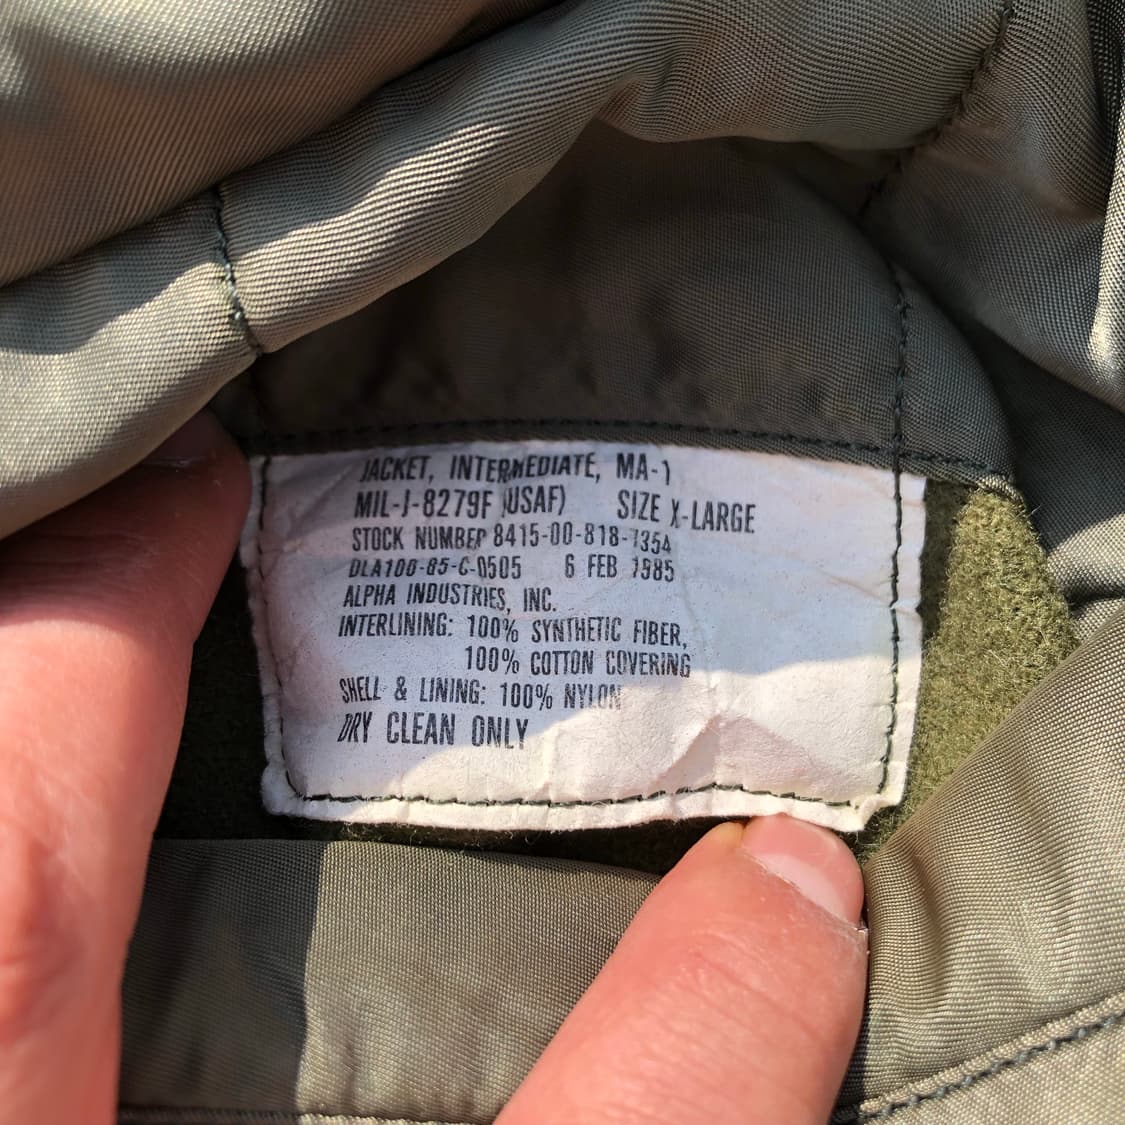 JACKET, INTERMEDIATE, MA-1
MIL-J-8279F (USAF) SIZE X-LARGE
STOCK NUMBER 8415-00-818-7354
DLA100-85-C-0505 6 FEB 1985
ALPHA INDUSTRIES, INC.
INTERLINING: 100% SYNTHETIC FIBER,
100% COTTON COVERING
SHELL & LINING: 100% NYLON
DRY CLEAN ONLY